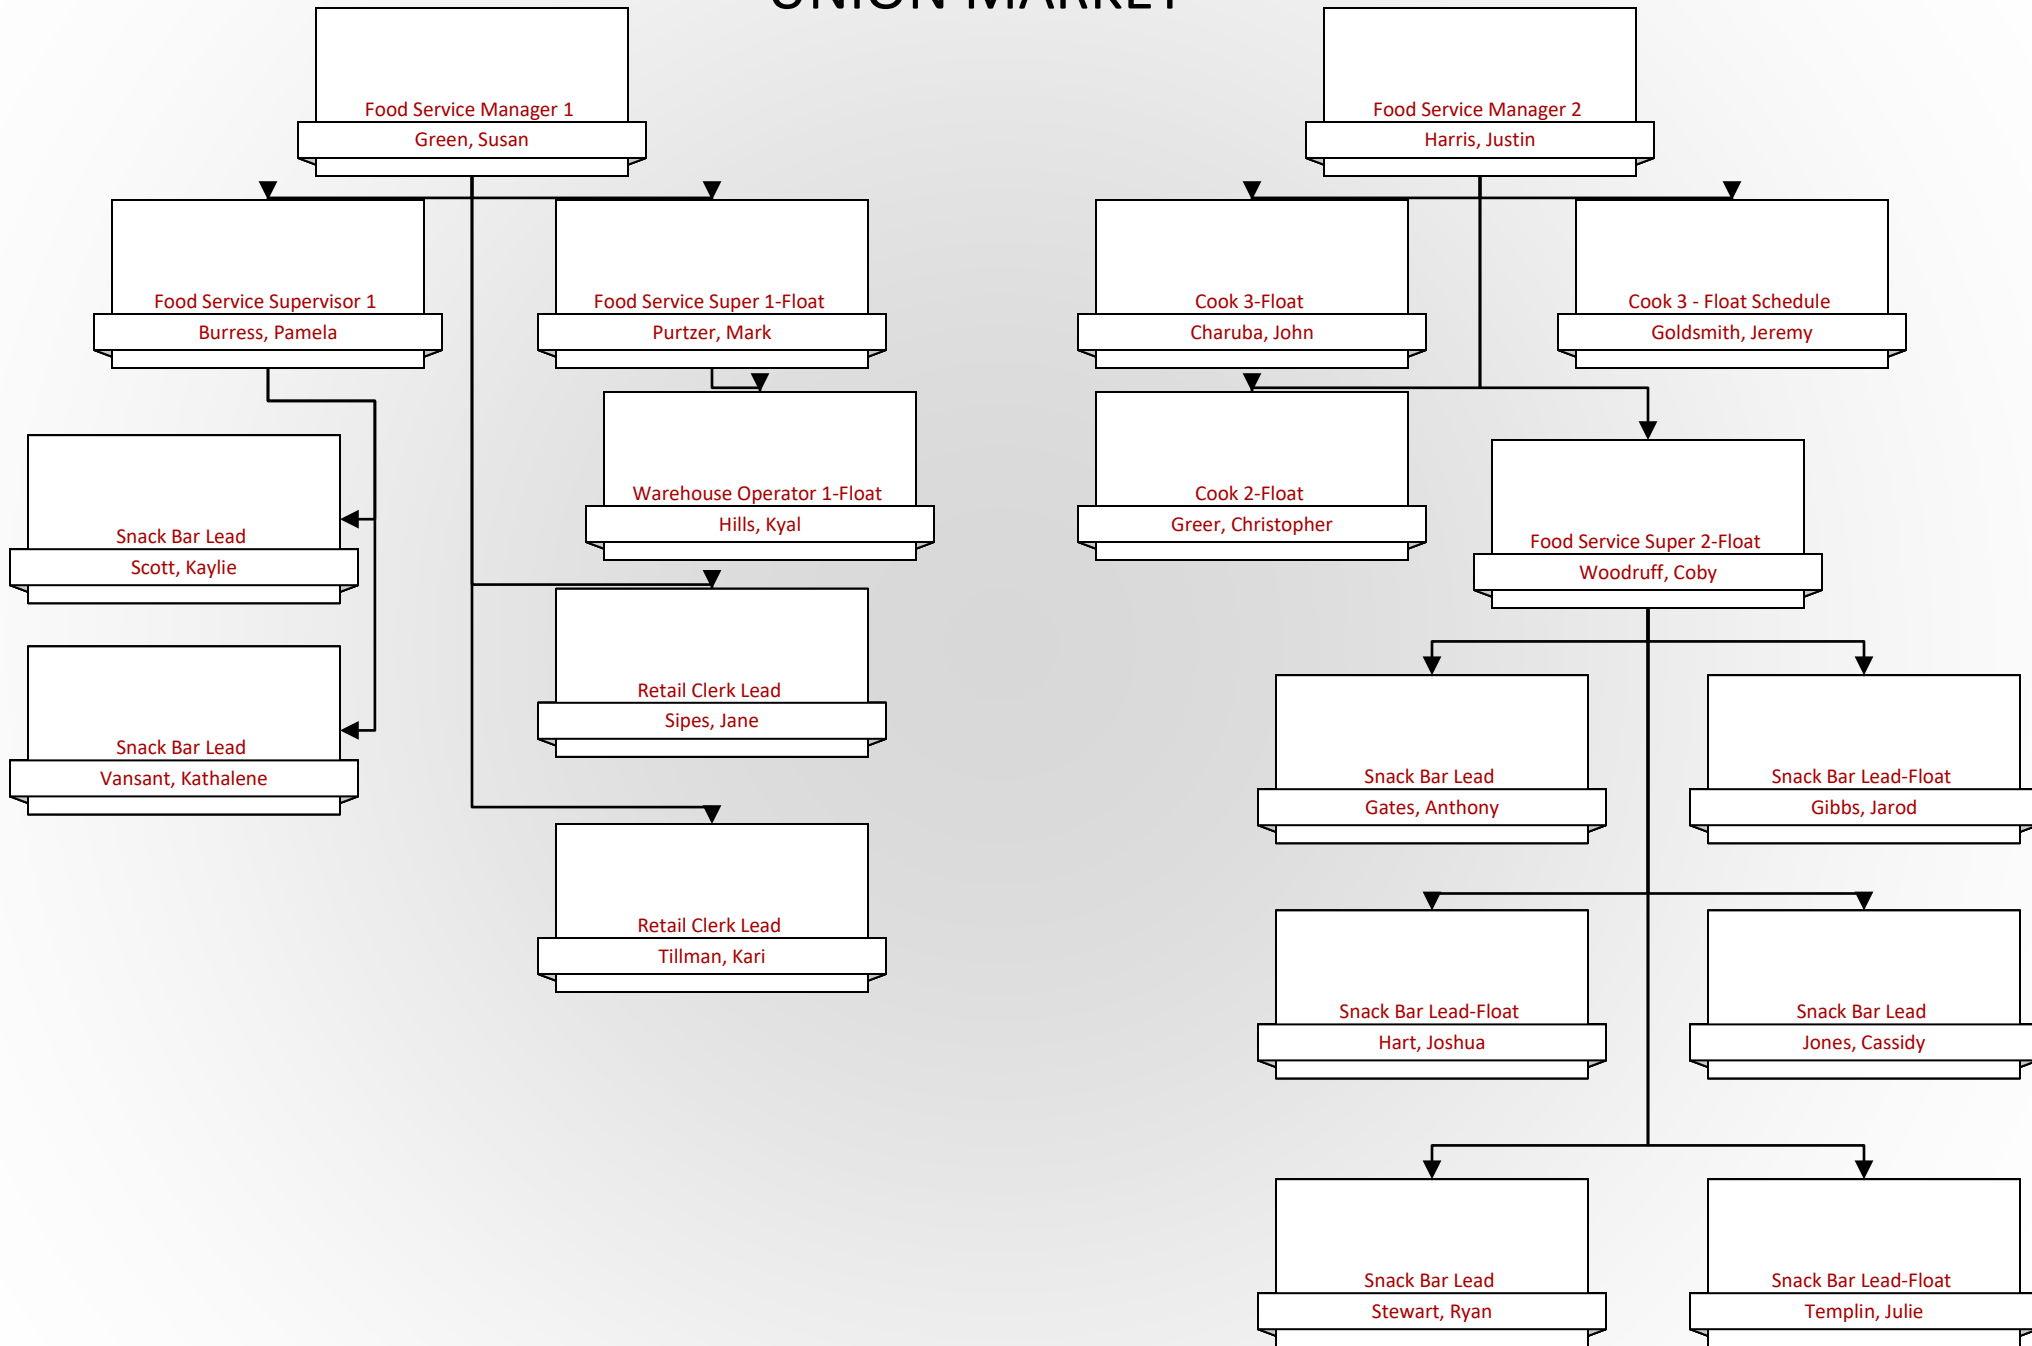 UNION MARKET
Food Service Manager 1
Green, Susan
Food Service Manager 2
Harris, Justin
Food Service Supervisor 1
Burress, Pamela
Food Service Super 1-Float
Purtzer, Mark
Cook 3-Float
Charuba, John
Cook 3 - Float Schedule
Goldsmith, Jeremy
Snack Bar Lead
Scott, Kaylie
Warehouse Operator 1-Float
Hills, Kyal
Cook 2-Float
Greer, Christopher
Food Service Super 2-Float
Woodruff, Coby
Snack Bar Lead
Vansant, Kathalene
Retail Clerk Lead
Sipes, Jane
Snack Bar Lead
Gates, Anthony
Snack Bar Lead-Float
Gibbs, Jarod
Retail Clerk Lead
Tillman, Kari
Snack Bar Lead-Float
Hart, Joshua
Snack Bar Lead
Jones, Cassidy
Snack Bar Lead
Stewart, Ryan
Snack Bar Lead-Float
Templin, Julie